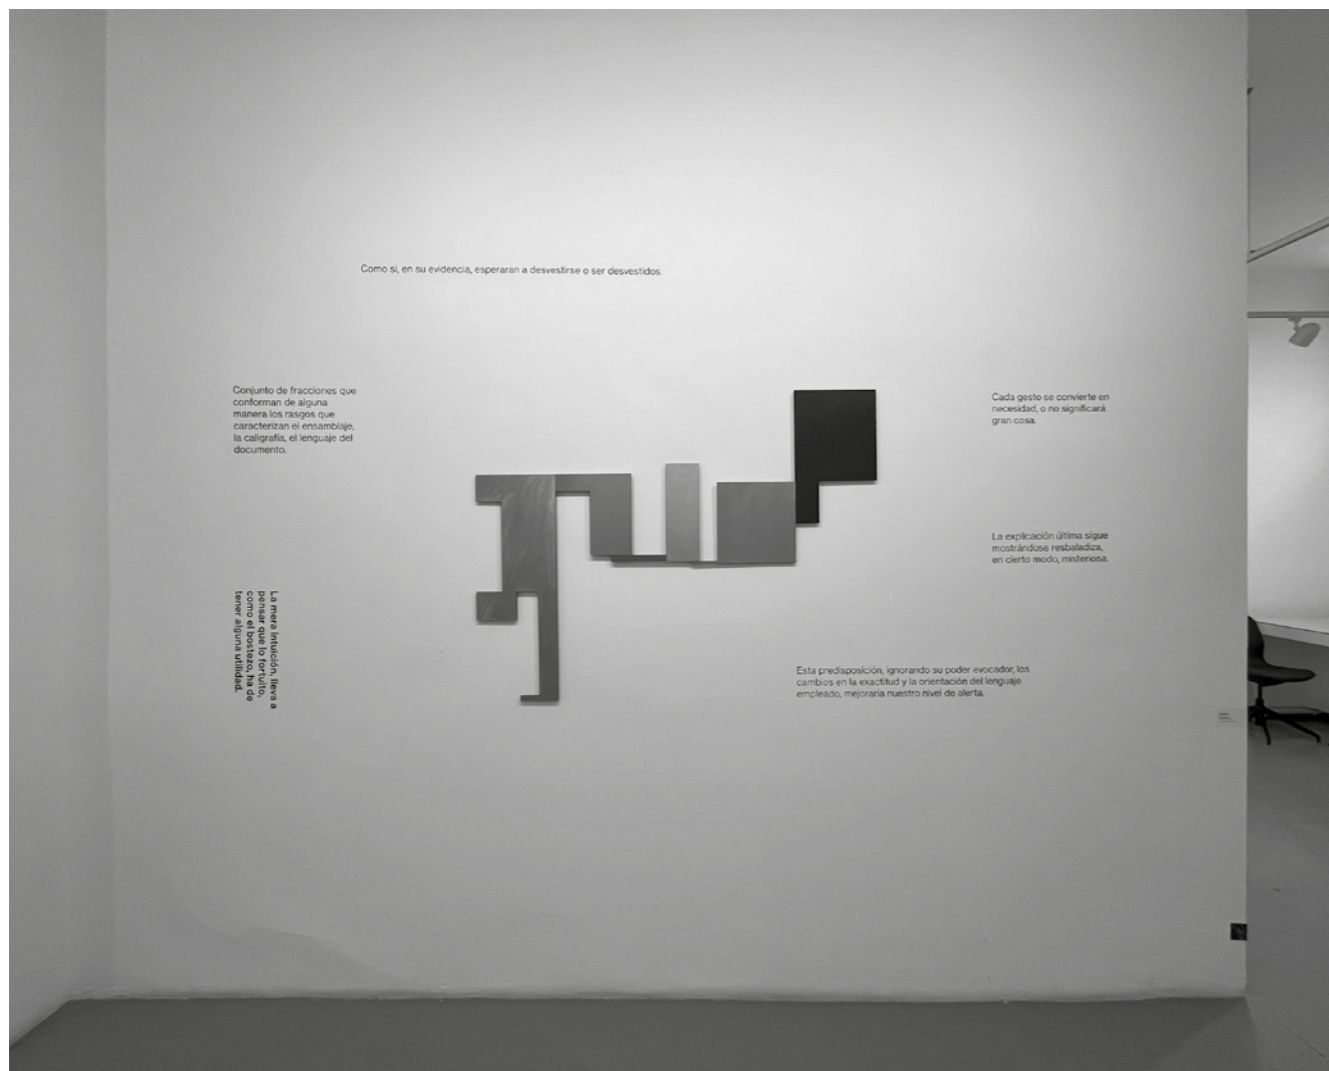 Como si, en su evidencia, esperaran a desvestirse o ser desvestidos.
Conjunto de fracciones que
conforman de alguna
manera los rasgos que
caracterizan el ensamblaje,
la caligrafía, el lenguaje del
documento.
Cada gesto se convierte en
necesidad, o no significará
gran cosa.
La explicación última sigue
mostrándose resbaladiza,
en cierto modo, misteriosa.
La mera intuición, lleva a
pensar que lo fortuito,
como el bostezo, ha de
tener alguna utilidad.
Esta predisposición, ignorando su poder evocador, los
cambios en la exactitud y la orientación del lenguaje
empleado, mejoraría nuestro nivel de alerta.